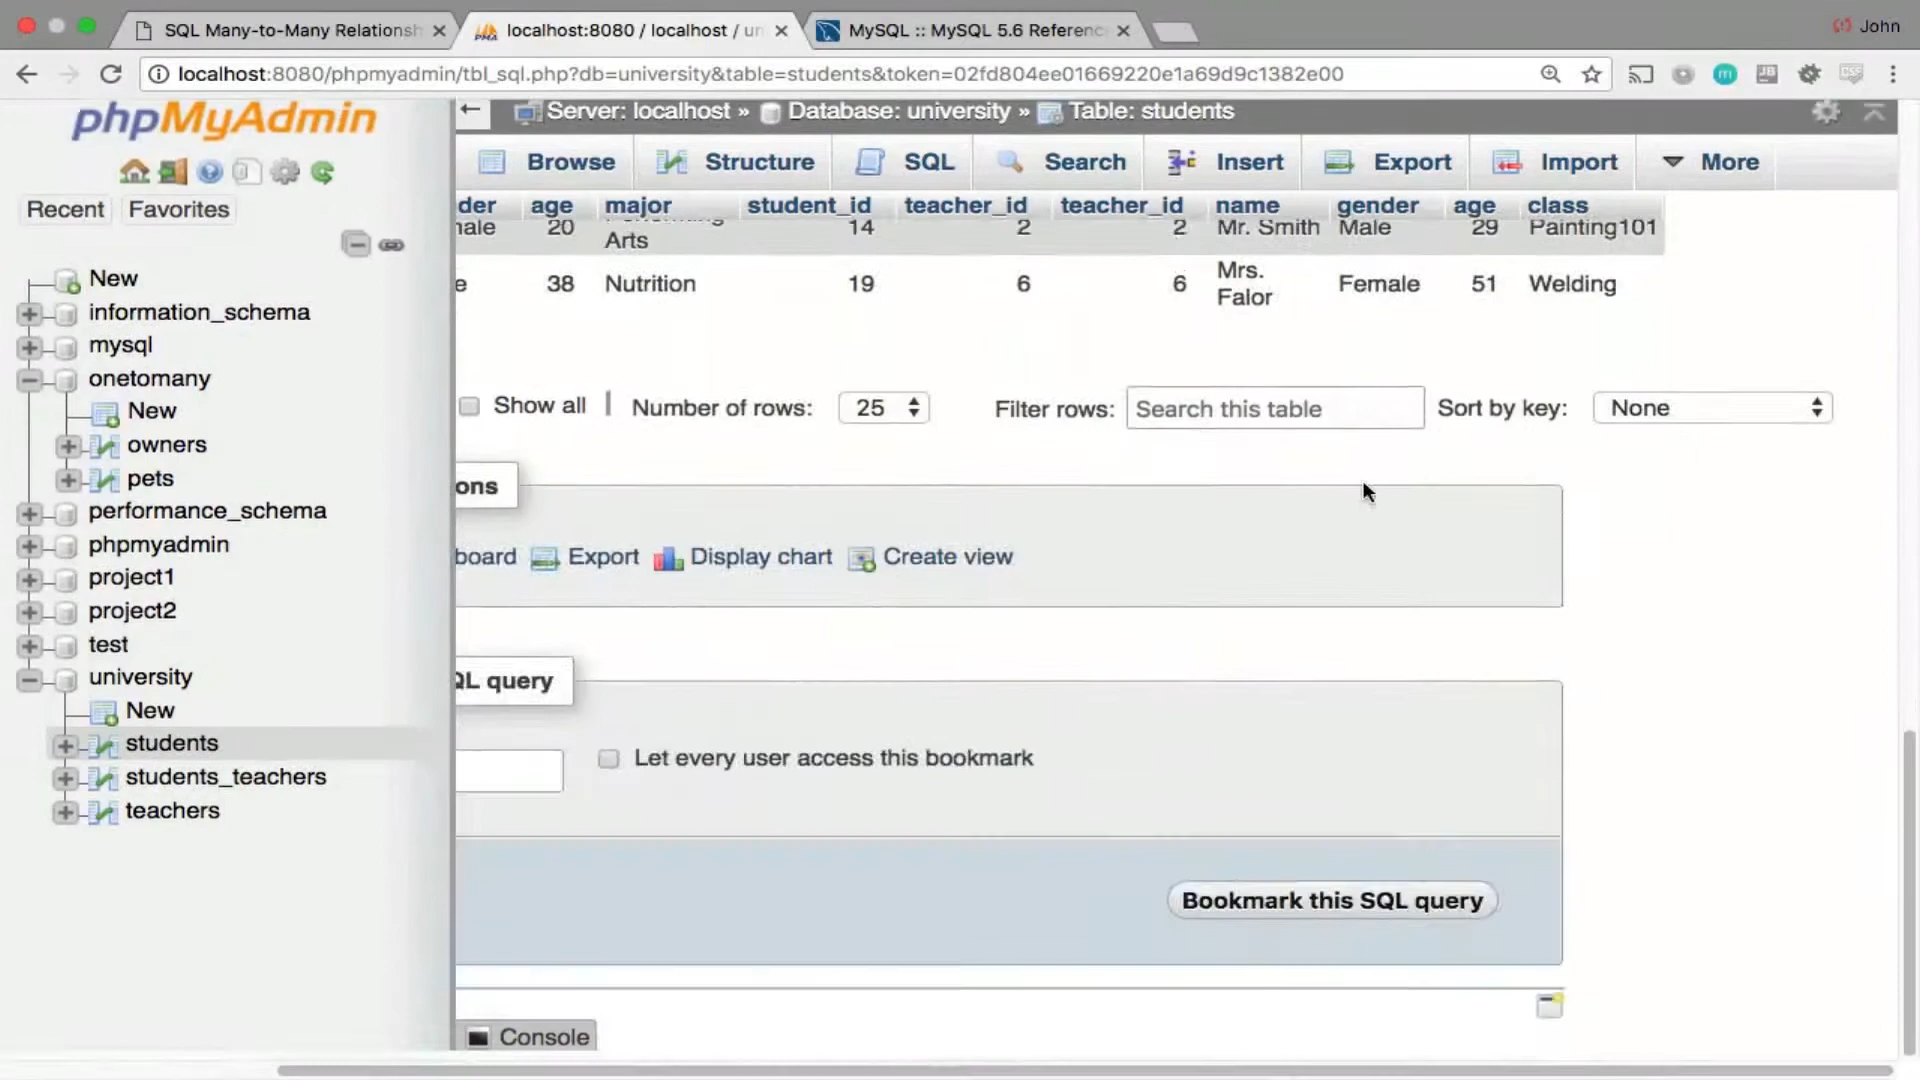 SQL Many-to-Many Relationsh
localhost:8080 / localhost / un
MySQL :: MySQL 5.6 Referenc
John
localhost:8080/phpmyadmin/tbl_sql.php?db=university&table=students&token=02fd804ee01669220e1a69d9c1382e00
phpMyAdmin
Recent
Favorites
New
information_schema
mysql
onetomany
New
owners
pets
performance_schema
phpmyadmin
project1
project2
test
university
New
students
students_teachers
teachers
Server: localhost » Database: university » Table: students
Browse Structure SQL Search Insert Export Import More
der age major student_id teacher_id teacher_id name gender age class
nale 20 Performing Arts 14 2 2 Mr. Smith Male 29 Painting101
e 38 Nutrition 19 6 6 Mrs. Falor Female 51 Welding
Show all Number of rows: 25 Filter rows: Search this table Sort by key: None
ons
board Export Display chart Create view
QL query
Let every user access this bookmark
Bookmark this SQL query
Console